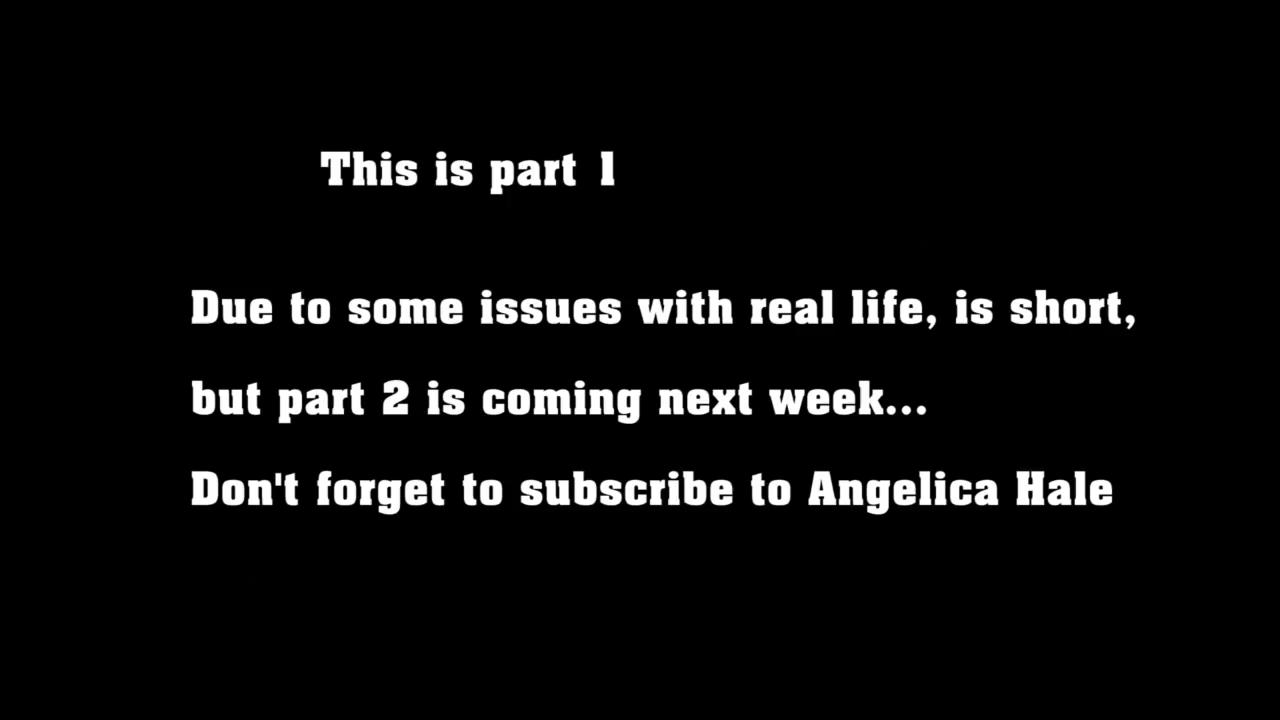 This is part 1
Due to some issues with real life, is short,
but part 2 is coming next week...
Don't forget to subscribe to Angelica Hale